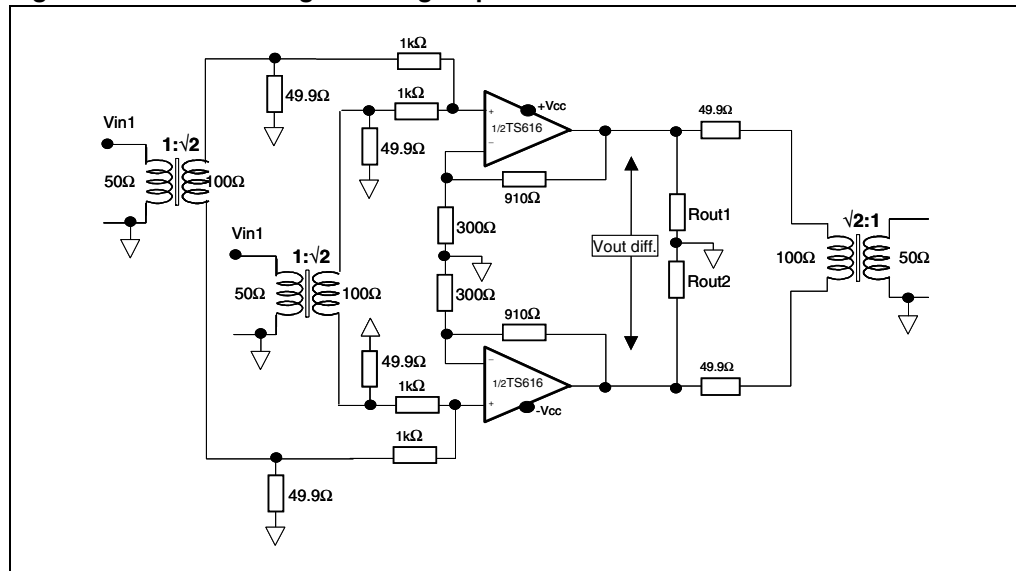 1kΩ
49.9Ω
1kΩ
+Vcc
49.9Ω
Vin1
1/2TS616
1:√2
49.9Ω
50Ω
100Ω
910Ω
Rout1
300Ω
√2:1
Vin1
Vout diff.
1:√2
100Ω
50Ω
50Ω
100Ω
300Ω
Rout2
910Ω
49.9Ω
49.9Ω
1/2TS616
1kΩ
-Vcc
1kΩ
49.9Ω